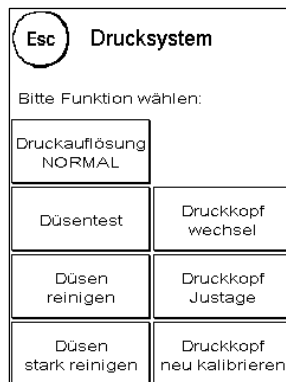 Esc Drucksystem
Bitte Funktion wählen:
Druckauflösung
NORMAL
Düsentest
Druckkopf
wechsel
Düsen
reinigen
Druckkopf
Justage
Düsen
stark reinigen
Druckkopf
neu kalibrieren